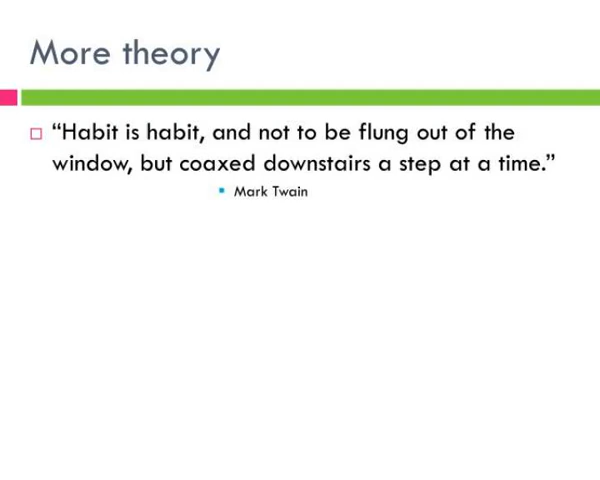 More theory
“Habit is habit, and not to be flung out of the
window, but coaxed downstairs a step at a time.”
Mark Twain